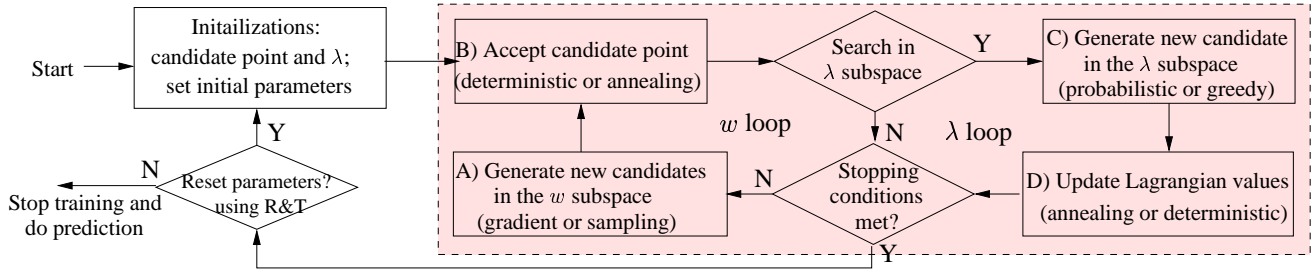 Start
Initailizations:
candidate point and λ;
set initial parameters
B) Accept candidate point
(deterministic or annealing)
Search in
λ subspace
Y
C) Generate new candidate
in the λ subspace
(probabilistic or greedy)
N
w loop
λ loop
Y
N
Reset parameters?
using R&T
Stop training and
do prediction
A) Generate new candidates
in the w subspace
(gradient or sampling)
N
Stopping
conditions
met?
Y
D) Update Lagrangian values
(annealing or deterministic)